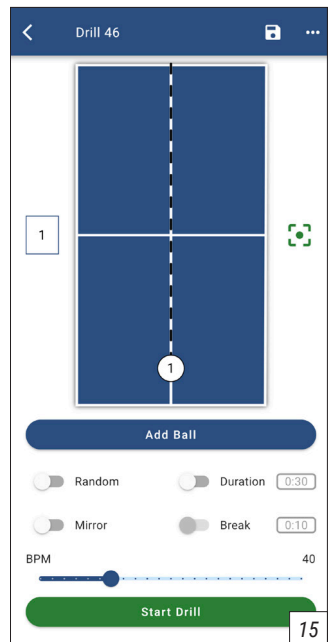 Drill 46
1
1
Add Ball
Random Duration 0:30
Mirror Break 0:10
BPM 40
Start Drill
15